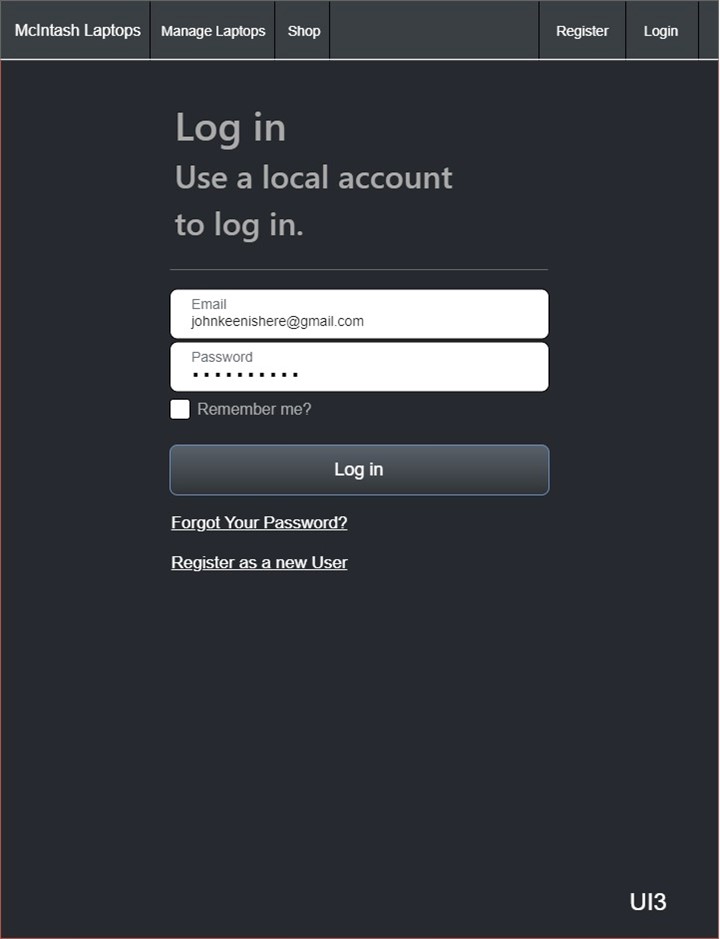 McIntash Laptops Manage Laptops Shop Register Login
Log in
Use a local account
to log in.
Email
johnkeenishere@gmail.com
Password
Remember me?
Log in
Forgot Your Password?
Register as a new User
UI3